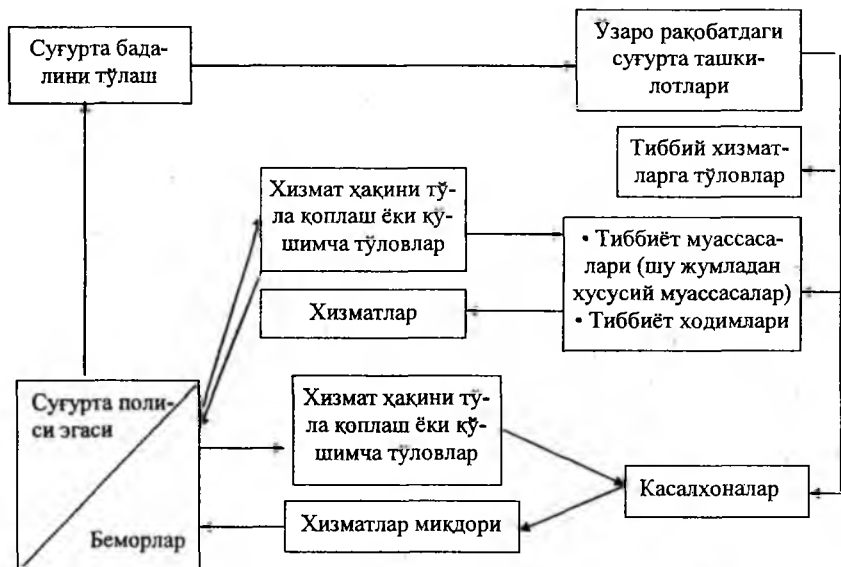 Суғурта бада-
лини тўлаш
Ўзаро рақобатдаги
суғурта ташки-
лотлари
Тиббий хизмат-
ларга тўловлар
Хизмат ҳақини тў-
ла қоплаш ёки қў-
шимча тўловлар
• Тиббиёт муассаса-
лари (шу жумладан
хусусий муассасалар)
• Тиббиёт ходимлари
Хизматлар
Суғурта поли-
си эгаси
Беморлар
Хизмат ҳақини тў-
ла қоплаш ёки қў-
шимча тўловлар
Касалхоналар
Хизматлар миқдори